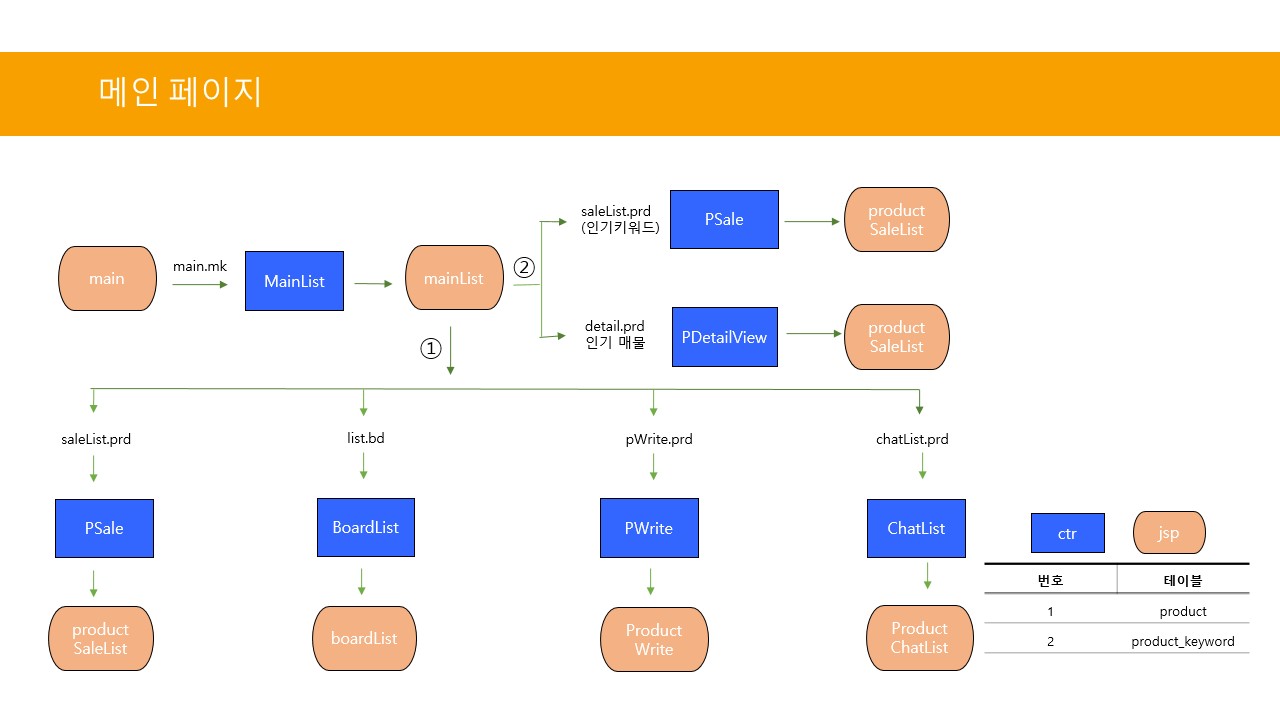 메인 페이지
main
main.mk
MainList
mainList
②
saleList.prd
(인기키워드)
PSale
product
SaleList
detail.prd
인기 매물
PDetailView
product
SaleList
①
saleList.prd
list.bd
pWrite.prd
chatList.prd
PSale
BoardList
PWrite
ChatList
product
SaleList
boardList
Product
Write
Product
ChatList
ctr
jsp
번호 테이블
1 product
2 product_keyword